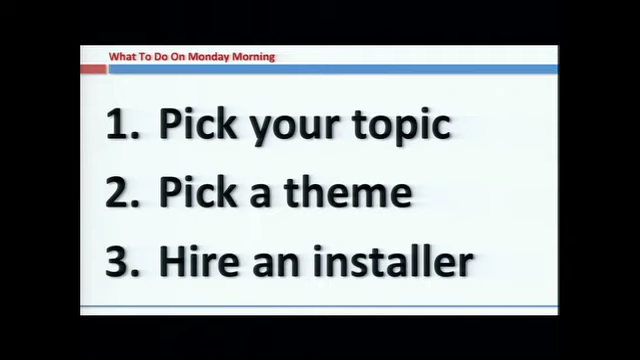 What To Do On Monday Morning
1. Pick your topic
2. Pick a theme
3. Hire an installer